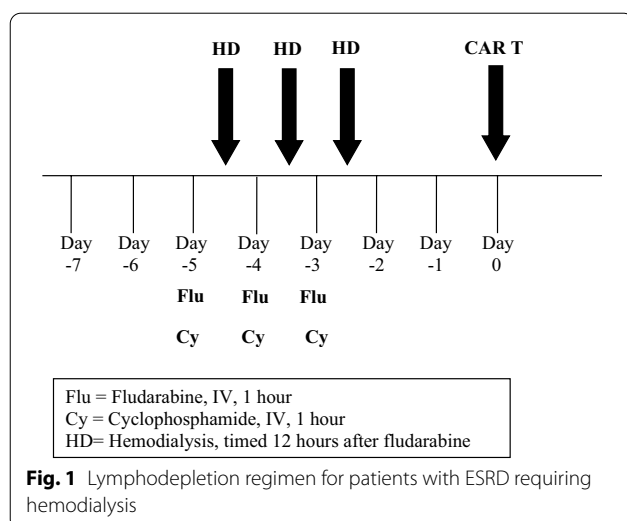 HD HD HD CAR T
Day Day Day Day Day Day Day Day
-7 -6 -5 -4 -3 -2 -1 0
Flu Flu Flu
Cy Cy Cy
Flu = Fludarabine, IV, 1 hour
Cy = Cyclophosphamide, IV, 1 hour
HD= Hemodialysis, timed 12 hours after fludarabine
Fig. 1 Lymphodepletion regimen for patients with ESRD requiring
hemodialysis